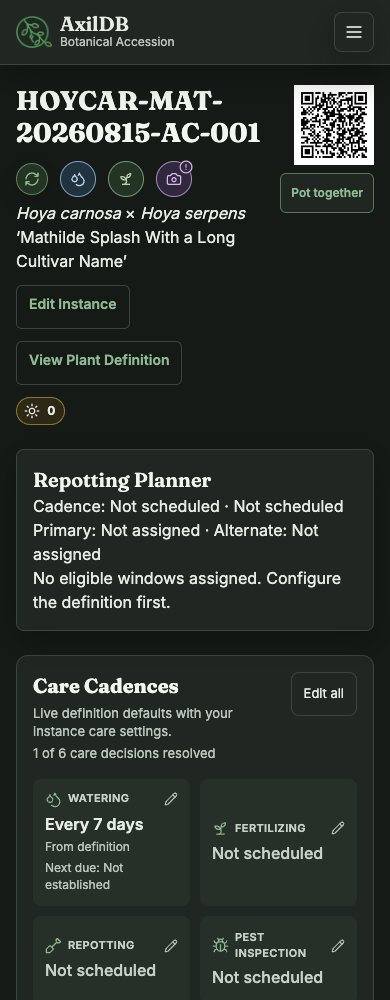 AxilDB
Botanical Accession
HOYCAR-MAT-
20260815-AC-001
Pot together
Hoya carnosa × Hoya serpens
‘Mathilde Splash With a Long
Cultivar Name’
Edit Instance
View Plant Definition
0
Repotting Planner
Cadence: Not scheduled · Not scheduled
Primary: Not assigned · Alternate: Not
assigned
No eligible windows assigned. Configure
the definition first.
Care Cadences
Edit all
Live definition defaults with your
instance care settings.
1 of 6 care decisions resolved
WATERING
Every 7 days
From definition
Next due: Not
established
FERTILIZING
Not scheduled
REPOTTING
Not scheduled
PEST
INSPECTION
Not scheduled